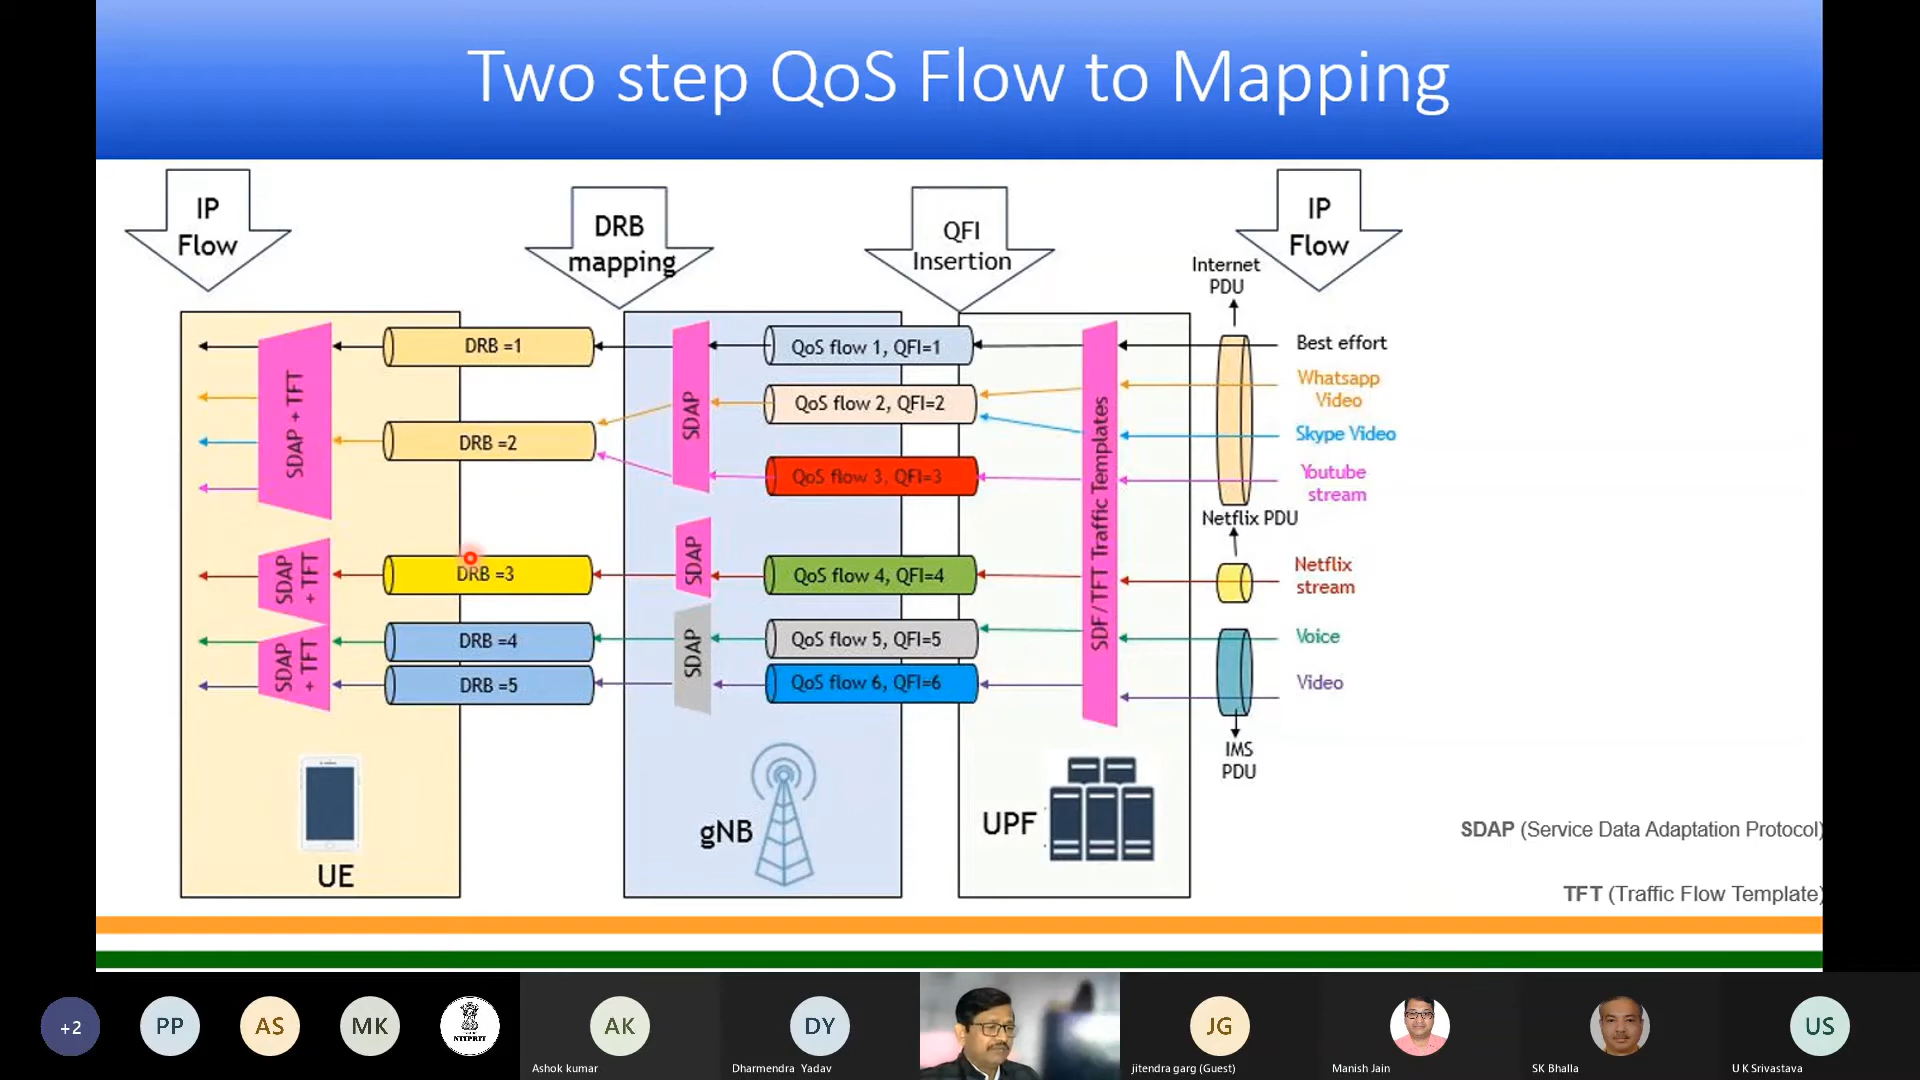 Two step QoS Flow to Mapping
IP
Flow
DRB
mapping
QFI
Insertion
IP
Flow
Internet
PDU
SDAP + TFT
DRB =1
SDAP
QoS flow 1, QFI=1
SDF/TFT Traffic Templates
Best effort
Whatsapp
Video
QoS flow 2, QFI=2
DRB =2
Skype Video
QoS flow 3, QFI=3
Youtube
stream
Netflix PDU
SDAP
+ TFT
DRB =3
SDAP
QoS flow 4, QFI=4
Netflix
stream
SDAP
+ TFT
DRB =4
SDAP
QoS flow 5, QFI=5
Voice
DRB =5
QoS flow 6, QFI=6
Video
IMS
PDU
UE
gNB
UPF
SDAP (Service Data Adaptation Protocol)
TFT (Traffic Flow Template)
+2
PP
AS
MK
NTIPRIT
AK
DY
JG
US
Ashok kumar
Dharmendra Yadav
jitendra garg (Guest)
Manish Jain
SK Bhalla
U K Srivastava